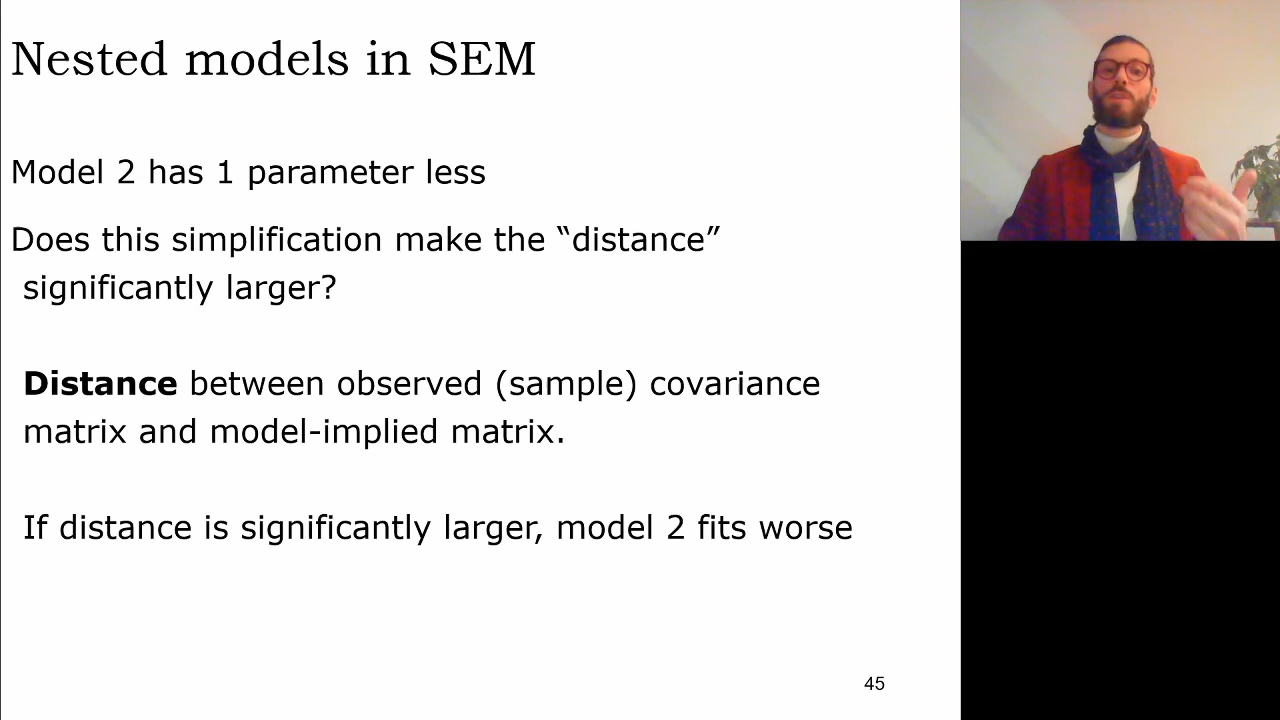 Nested models in SEM
Model 2 has 1 parameter less
Does this simplification make the “distance”
significantly larger?
Distance between observed (sample) covariance
matrix and model-implied matrix.
If distance is significantly larger, model 2 fits worse
45